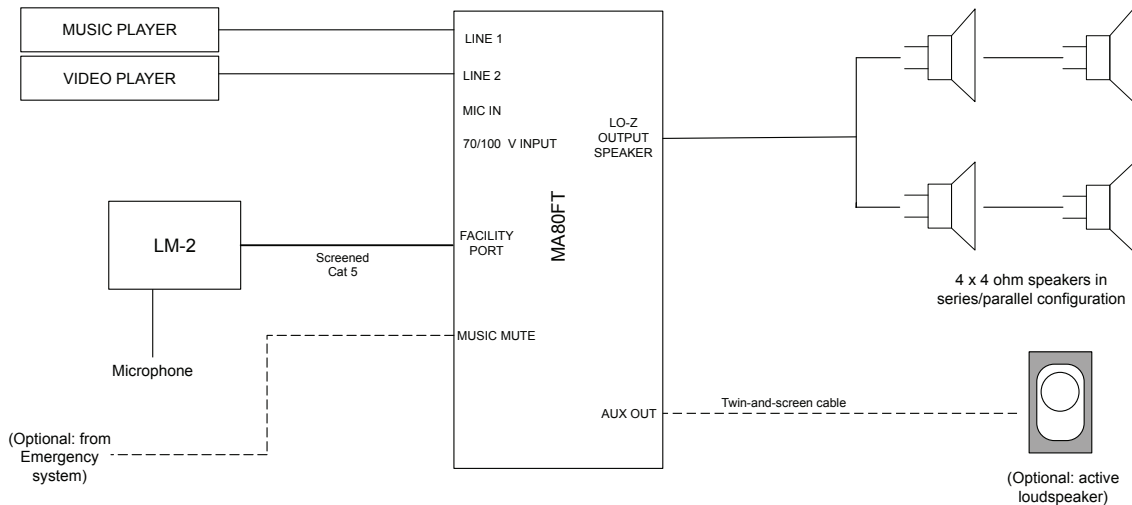 MUSIC PLAYER
LINE 1
VIDEO PLAYER
LINE 2
MIC IN
70/100 V INPUT
LO-Z
OUTPUT
SPEAKER
MA80FT
LM-2
Screened
Cat 5
FACILITY
PORT
4 x 4 ohm speakers in
series/parallel configuration
MUSIC MUTE
Microphone
AUX OUT
Twin-and-screen cable
(Optional: from
Emergency
system)
(Optional: active
loudspeaker)